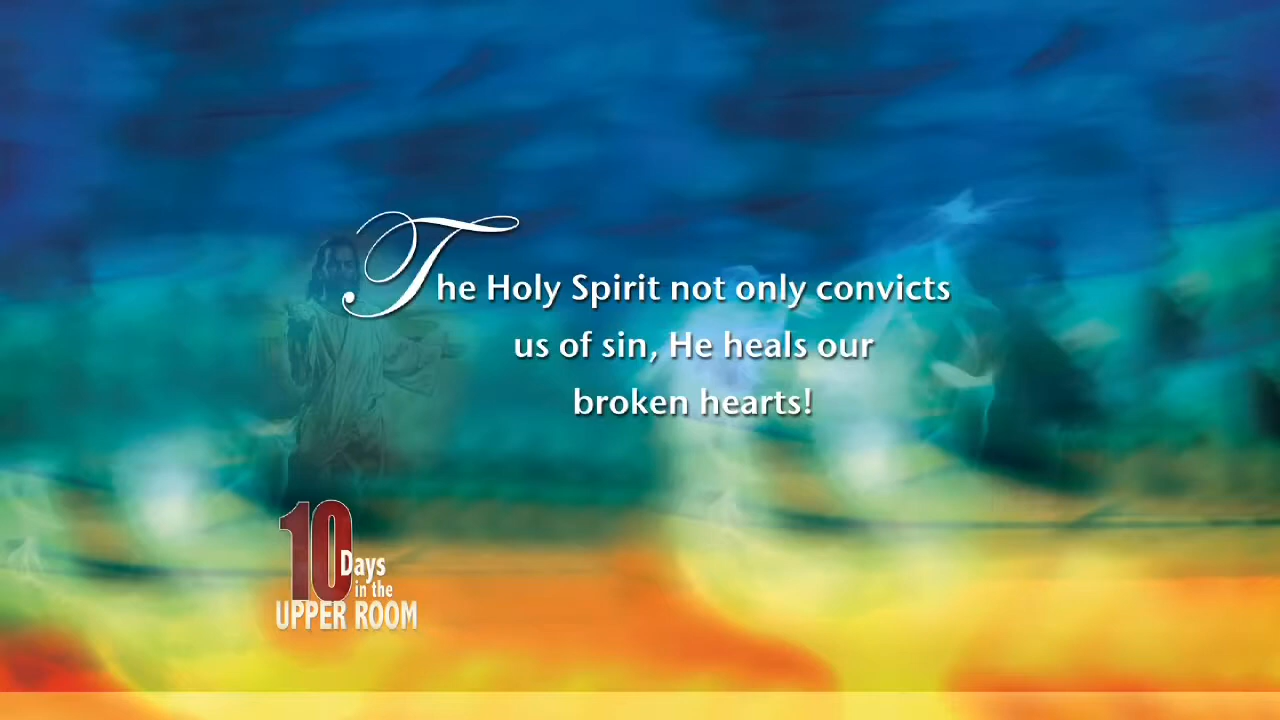 The Holy Spirit not only convicts
us of sin, He heals our
broken hearts!
10
Days
in the
UPPER ROOM